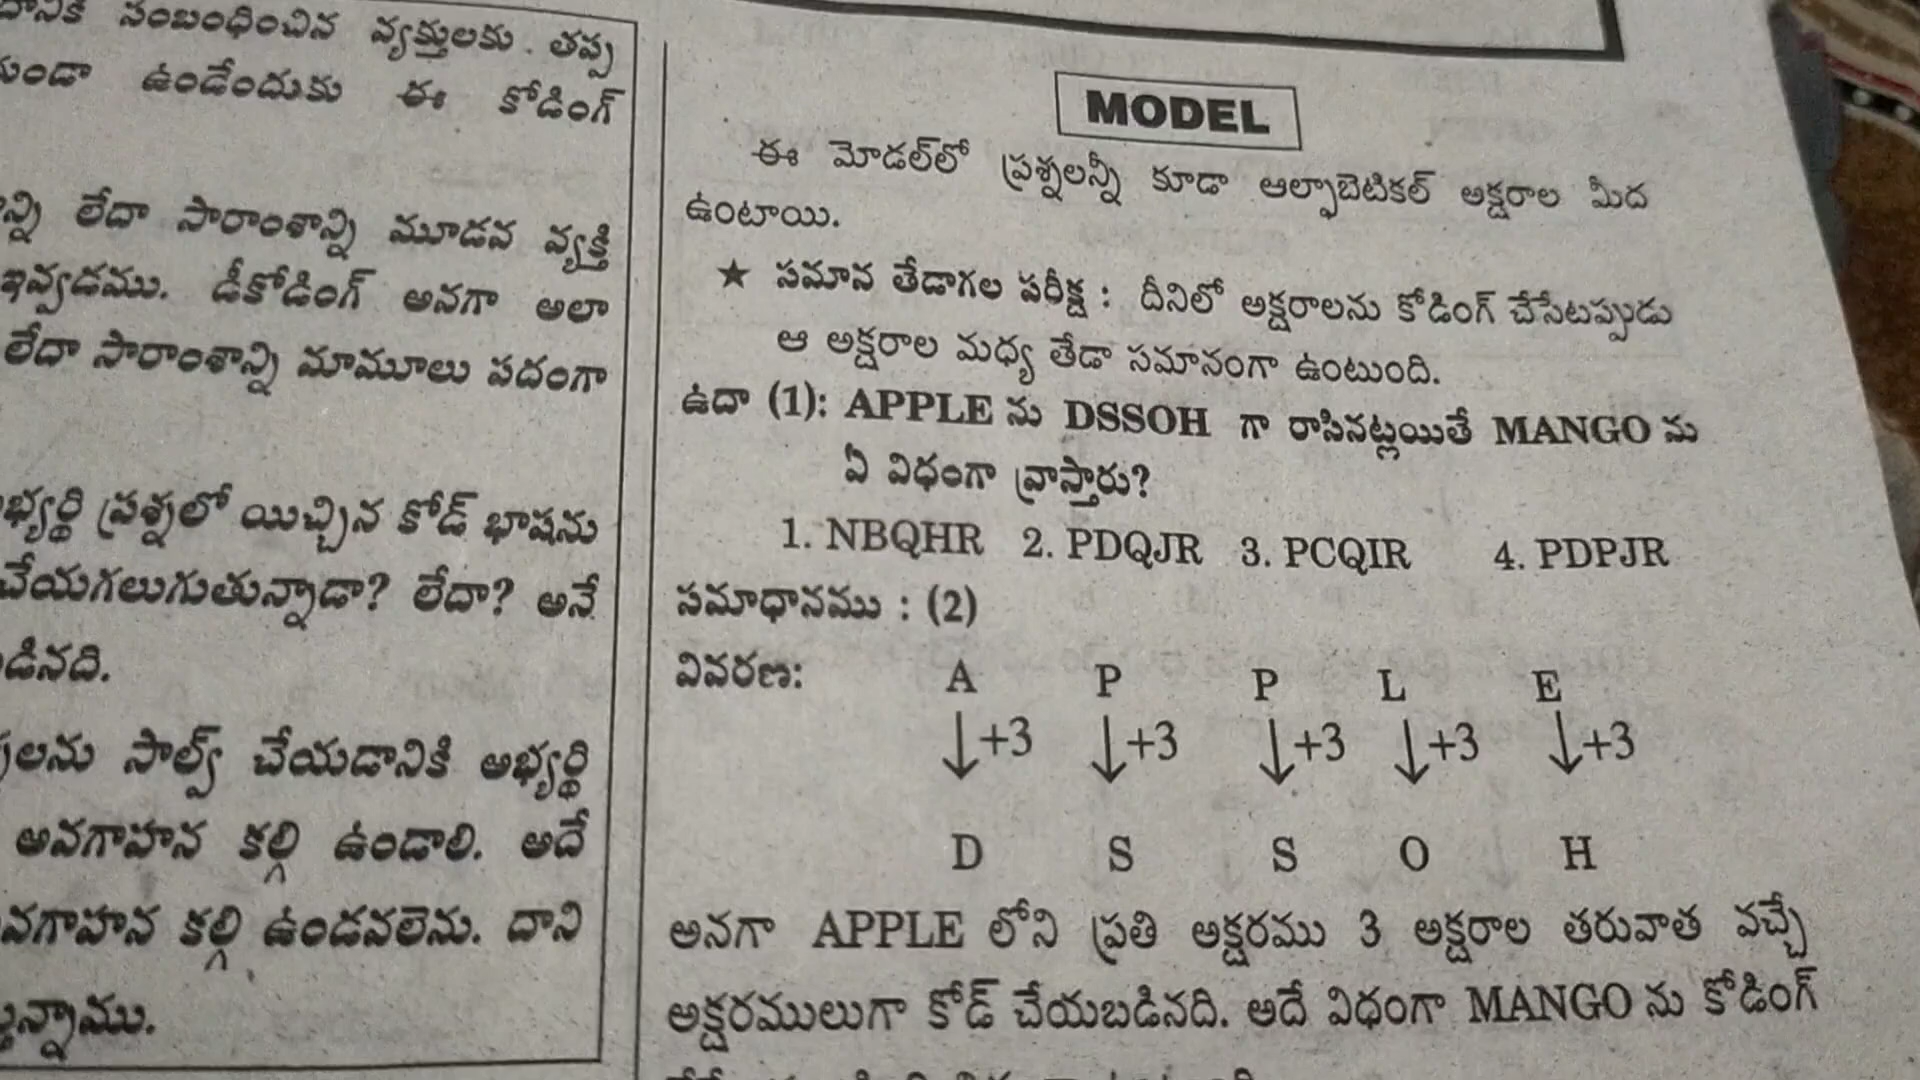 సంబంధించిన వ్యక్తులకు. తప్ప
ఉండేందుకు ఈ కోడింగ్
లేదా సారాంశాన్ని మూడవ వ్యక్తి
ఇవ్వడము. డీకోడింగ్ అనగా అలా
లేదా సారాంశాన్ని మామూలు పదంగా
ప్రశ్నలో యిచ్చిన కోడ్ భాషను
చేయగలుగుతున్నాడా? లేదా? అనే
సాల్వ్ చేయడానికి అభ్యర్థి
అవగాహన కల్గి ఉండాలి. అదే
కల్గి ఉండవలెను. దాని
MODEL
ఈ మోడల్‌లో ప్రశ్నలన్నీ కూడా ఆల్ఫాబెటికల్ అక్షరాల మీద
ఉంటాయి.
★ సమాన తేడాగల పరీక్ష : దీనిలో అక్షరాలను కోడింగ్ చేసేటప్పుడు
ఆ అక్షరాల మధ్య తేడా సమానంగా ఉంటుంది.
ఉదా (1): APPLE ను DSSOH గా రాసినట్లయితే MANGO ను
ఏ విధంగా వ్రాస్తారు?
1. NBQHR 2. PDQJR 3. PCQIR 4. PDPJR
సమాధానము : (2)
వివరణ: A P P L E
↓+3 ↓+3 ↓+3 ↓+3 ↓+3
D S S O H
అనగా APPLE లోని ప్రతి అక్షరము 3 అక్షరాల తరువాత వచ్చే
అక్షరములుగా కోడ్ చేయబడినది. అదే విధంగా MANGO ను కోడింగ్